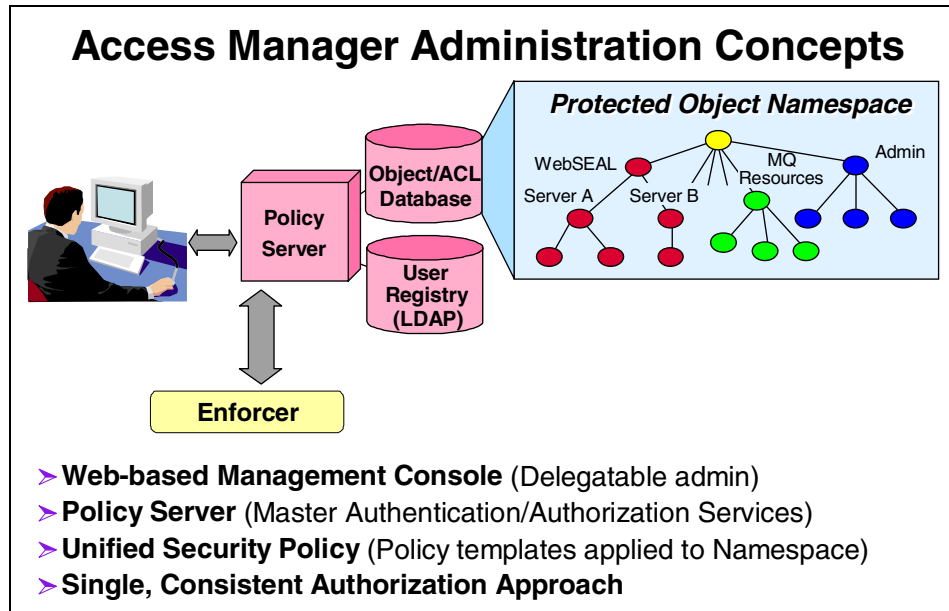 Access Manager Administration Concepts
Protected Object Namespace
WebSEAL
MQ
Resources
Admin
Server A
Server B
Object/ACL
Database
Policy
Server
User
Registry
(LDAP)
Enforcer
➢ Web-based Management Console (Delegatable admin)
➢ Policy Server (Master Authentication/Authorization Services)
➢ Unified Security Policy (Policy templates applied to Namespace)
➢ Single, Consistent Authorization Approach